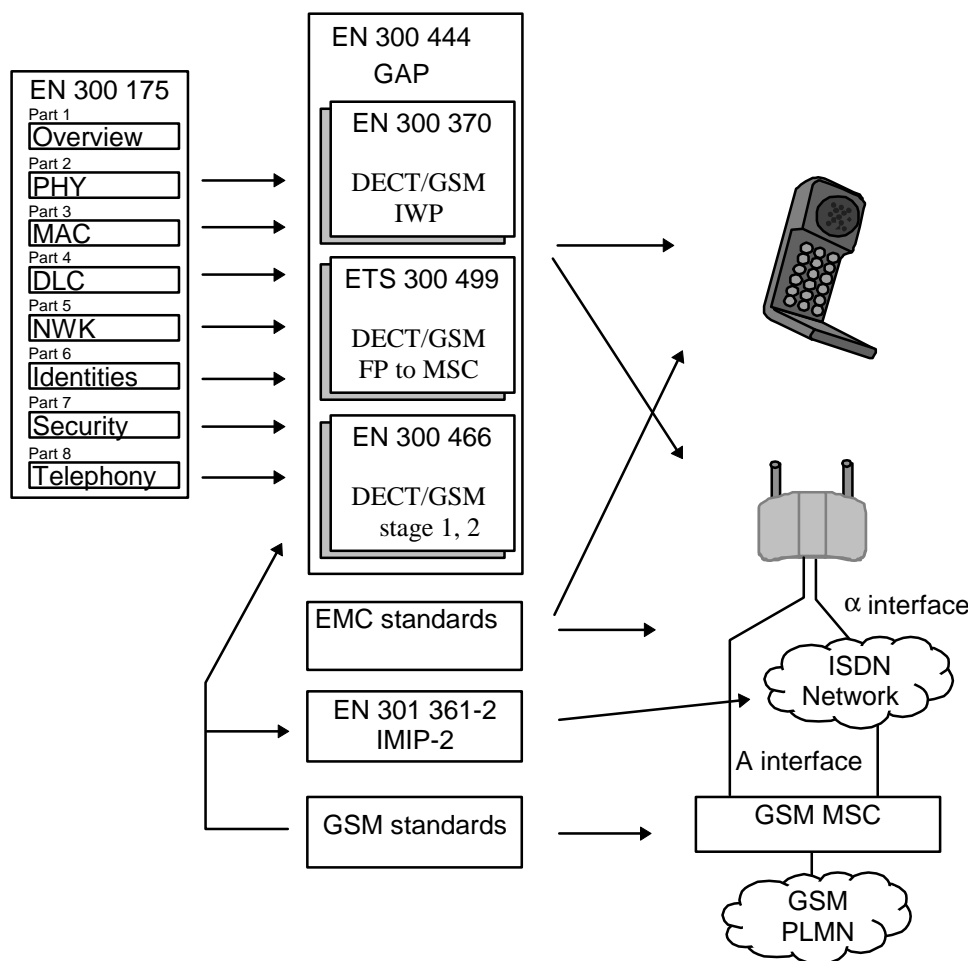 EN 300 175
Part 1
Overview
Part 2
PHY
Part 3
MAC
Part 4
DLC
Part 5
NWK
Part 6
Identities
Part 7
Security
Part 8
Telephony
EN 300 444
GAP
EN 300 370
DECT/GSM
IWP
ETS 300 499
DECT/GSM
FP to MSC
EN 300 466
DECT/GSM
stage 1, 2
EMC standards
EN 301 361-2
IMIP-2
GSM standards
α interface
ISDN
Network
A interface
GSM MSC
GSM
PLMN